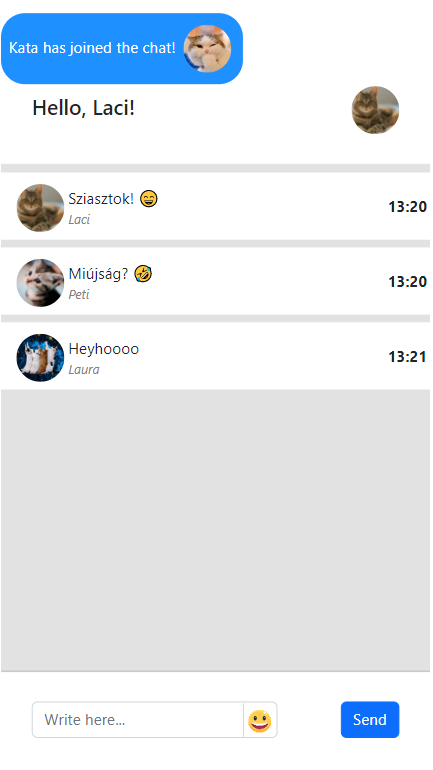 Kata has joined the chat!
Hello, Laci!
Sziasztok! 😄
Laci
13:20
Miújság? 🤣
Peti
13:20
Heyhoooo
Laura
13:21
Write here...
Send